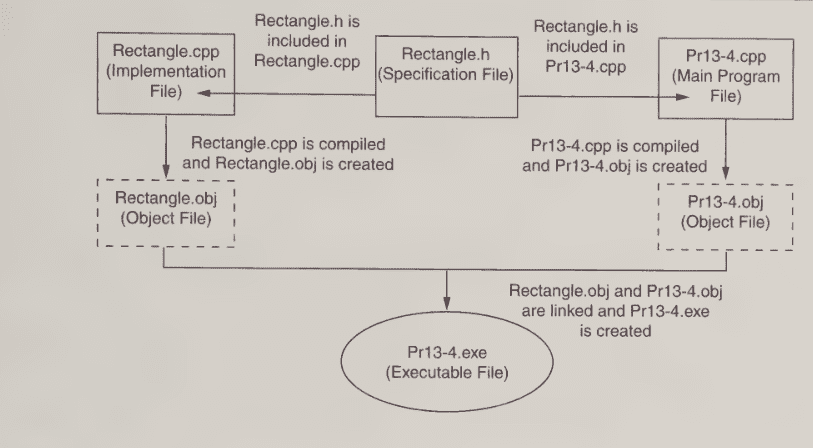 Rectangle.h is
included in
Rectangle.cpp
Rectangle.h is
included in
Pr13-4.cpp
Rectangle.cpp
(Implementation
File)
Rectangle.h
(Specification File)
Pr13-4.cpp
(Main Program
File)
Rectangle.cpp is compiled
and Rectangle.obj is created
Pr13-4.cpp is compiled
and Pr13-4.obj is created
Rectangle.obj
(Object File)
Pr13-4.obj
(Object File)
Rectangle.obj and Pr13-4.obj
are linked and Pr13-4.exe
is created
Pr13-4.exe
(Executable File)